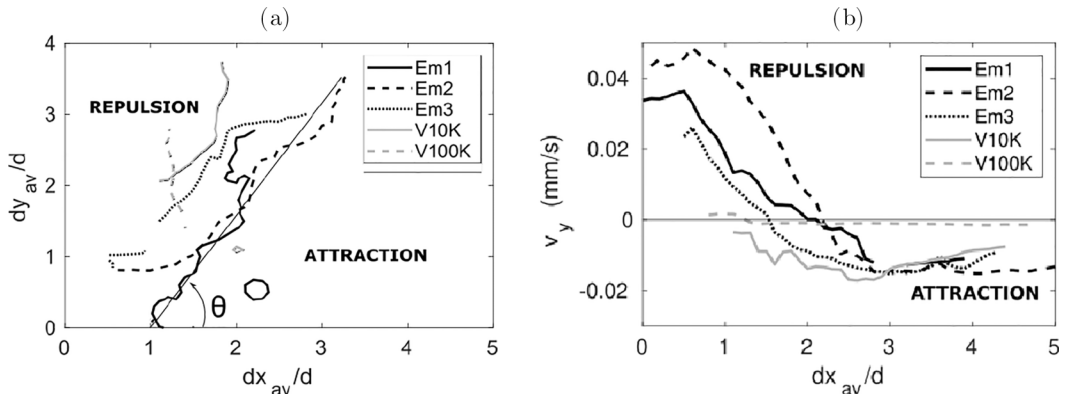 (a)
4
3
2
1
0
dy_av/d
REPULSION
ATTRACTION
θ
Em1
Em2
Em3
V10K
V100K
0 1 2 3 4 5
dx_av/d
(b)
0.04
0.02
0
-0.02
v_y (mm/s)
REPULSION
ATTRACTION
Em1
Em2
Em3
V10K
V100K
0 1 2 3 4 5
dx_av/d